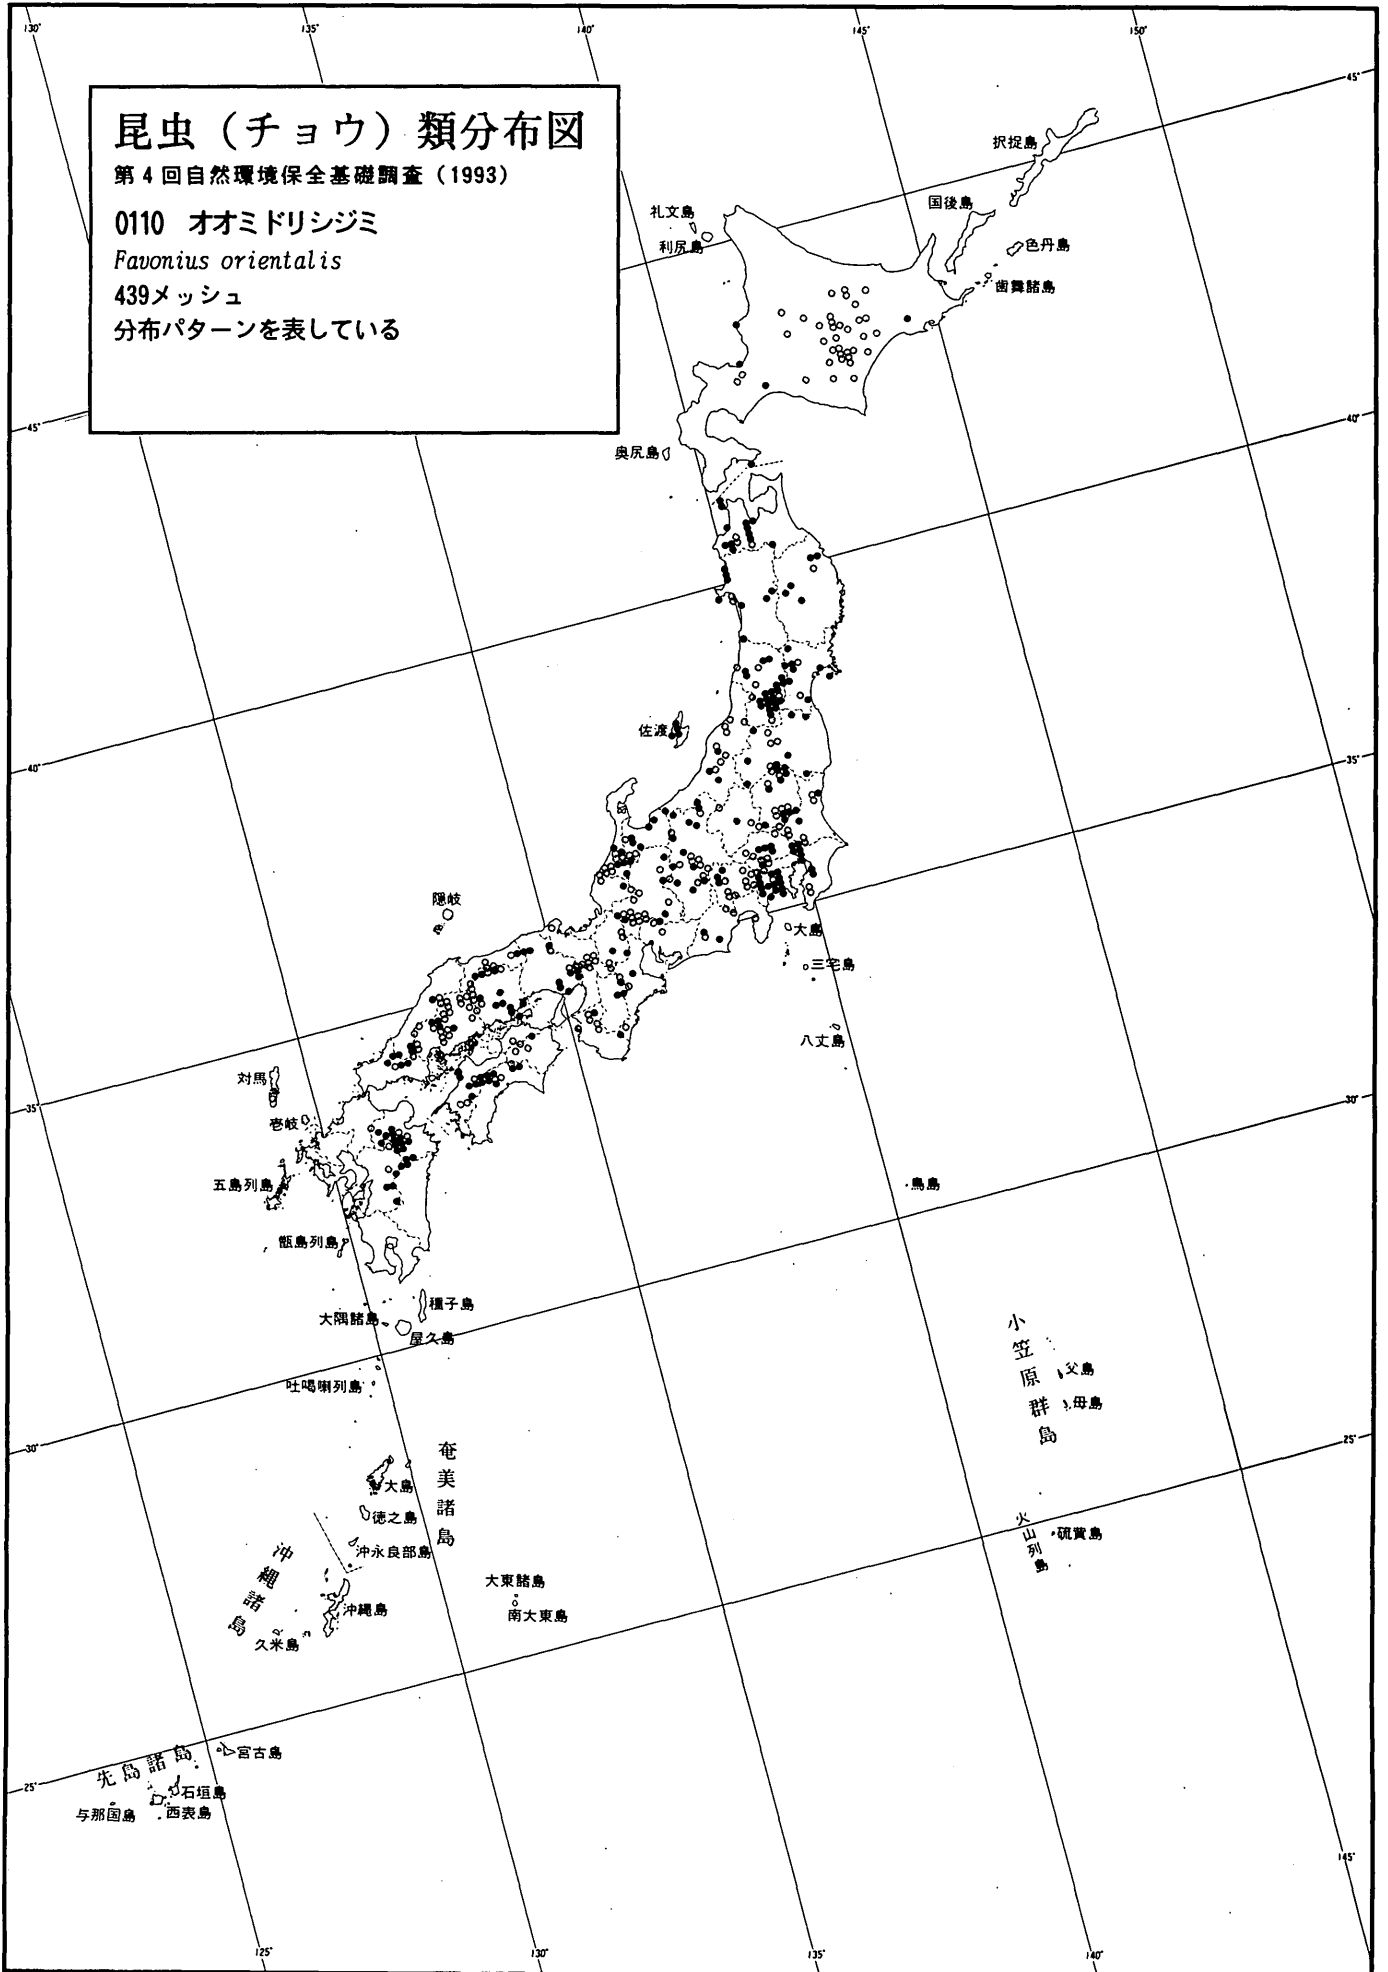 130°
135°
140°
145°
150°
45°
昆虫（チョウ）類分布図
第4回自然環境保全基礎調査（1993）
0110 オオミドリシジミ
Favonius orientalis
439メッシュ
分布パターンを表している
択捉島
国後島
色丹島
歯舞諸島
礼文島
利尻島
45°
40°
奥尻島
佐渡
40°
35°
隠岐
大島
三宅島
八丈島
対馬
壱岐
35°
30°
五島列島
鳥島
甑島列島
種子島
大隅諸島
屋久島
吐喝喇列島
小笠原群島
父島
母島
30°
25°
奄美諸島
大島
徳之島
沖永良部島
沖縄諸島
沖縄島
久米島
大東諸島
南大東島
火山列島
硫黄島
先島諸島
宮古島
25°
石垣島
与那国島
西表島
145°
125°
130°
135°
140°